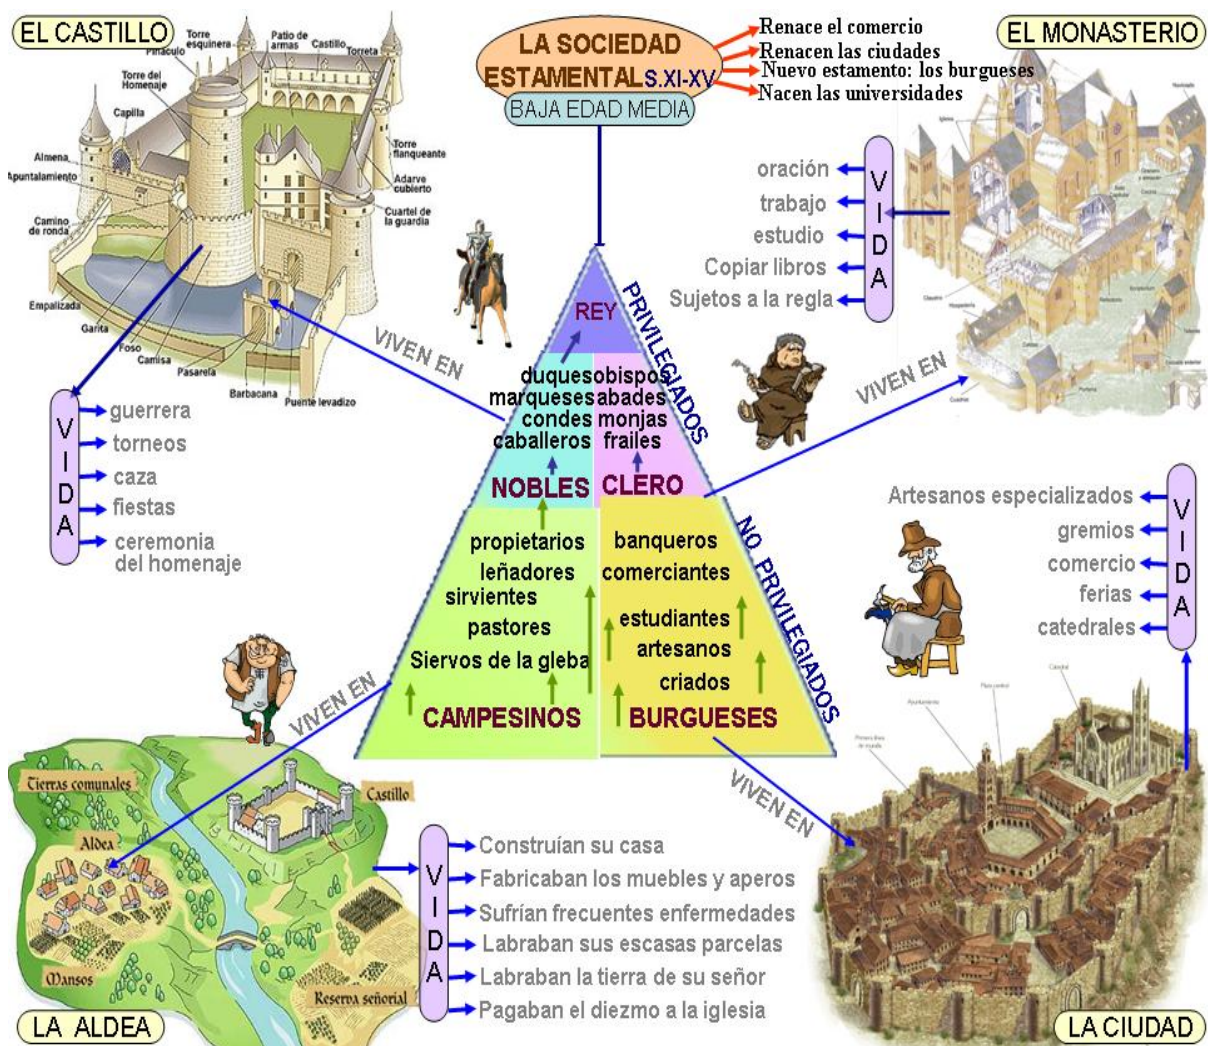 EL CASTILLO
LA SOCIEDAD
ESTAMENTAL S.XI-XV
BAJA EDAD MEDIA
Renace el comercio
Renacen las ciudades
Nuevo estamento: los burgueses
Nacen las universidades
EL MONASTERIO
Torre
esquinera
Pináculo
Patio de
armas
Castillo
Torreta
Torre del
Homenaje
Capilla
Almena
Apuntalamiento
Camino
de ronda
Empalizada
Garita
Foso
Camisa
Pasarela
Barbacana
Puente levadizo
Torre
flanqueante
Adarve
cubierto
Cuartel de
la guardia
VIDA
oración
trabajo
estudio
Copiar libros
Sujetos a la regla
VIVEN EN
VIVEN EN
REY
PRIVILEGIADOS
duques obispos
marqueses abades
condes monjas
caballeros frailes
NOBLES CLERO
VIDA
guerrera
torneos
caza
fiestas
ceremonia
del homenaje
NO PRIVILEGIADOS
propietarios
leñadores
sirvientes
pastores
Siervos de la gleba
CAMPESINOS
banqueros
comerciantes
estudiantes
artesanos
criados
BURGUESES
VIDA
Artesanos especializados
gremios
comercio
ferias
catedrales
VIVEN EN
VIVEN EN
Tierras comunales
Castillo
Aldea
Mansos
Reserva señorial
LA ALDEA
VIDA
Construían su casa
Fabricaban los muebles y aperos
Sufrían frecuentes enfermedades
Labraban sus escasas parcelas
Labraban la tierra de su señor
Pagaban el diezmo a la iglesia
Catedral
Plaza central
Ayuntamiento
LA CIUDAD